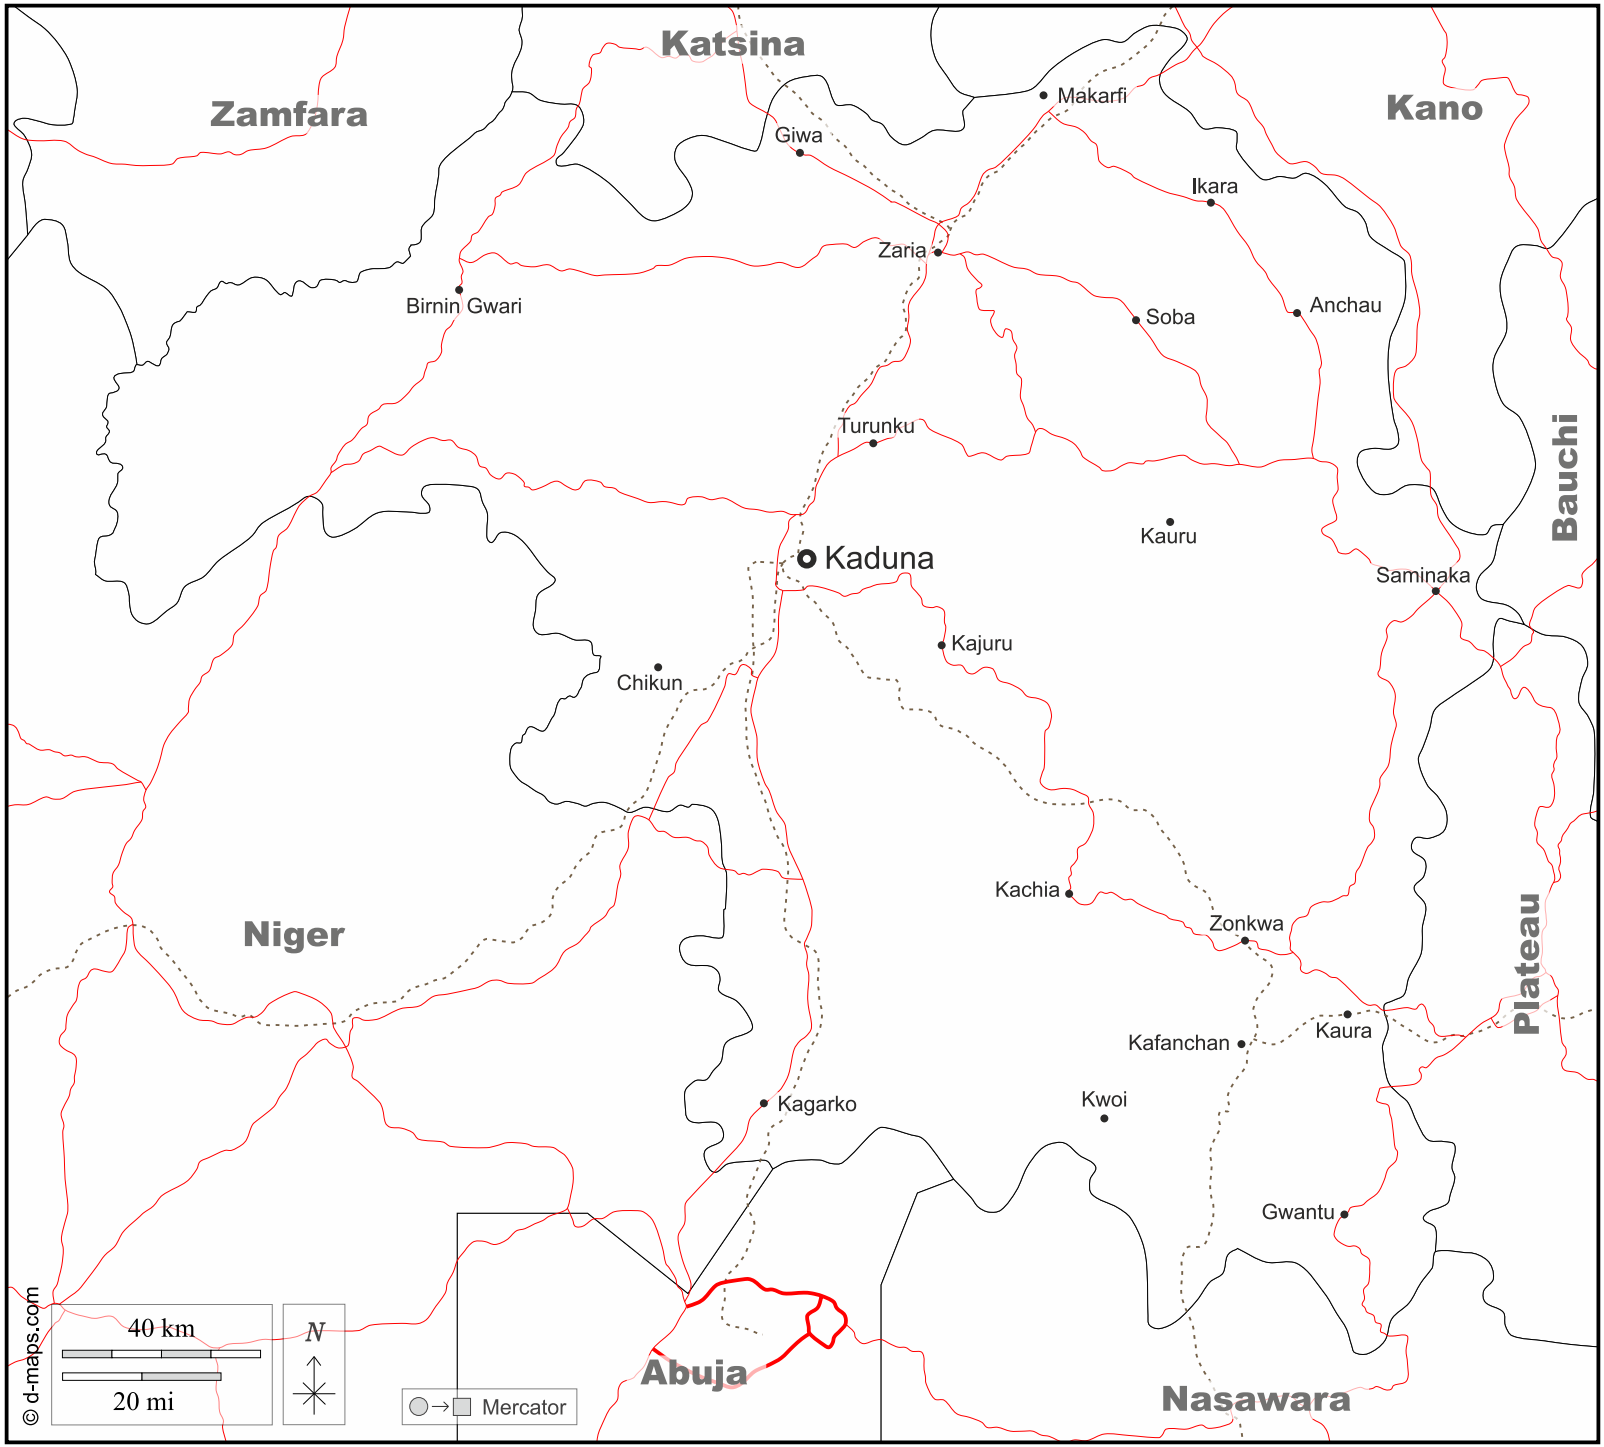 Katsina
Zamfara
Kano
Makarfi
Giwa
Ikara
Zaria
Birnin Gwari
Soba
Anchau
Turunku
Bauchi
Kauru
Kaduna
Saminaka
Kajuru
Chikun
Kachia
Zonkwa
Niger
Plateau
Kaura
Kafanchan
Kagarko
Kwoi
Gwantu
© d-maps.com
40 km
20 mi
N
Mercator
Abuja
Nasawara